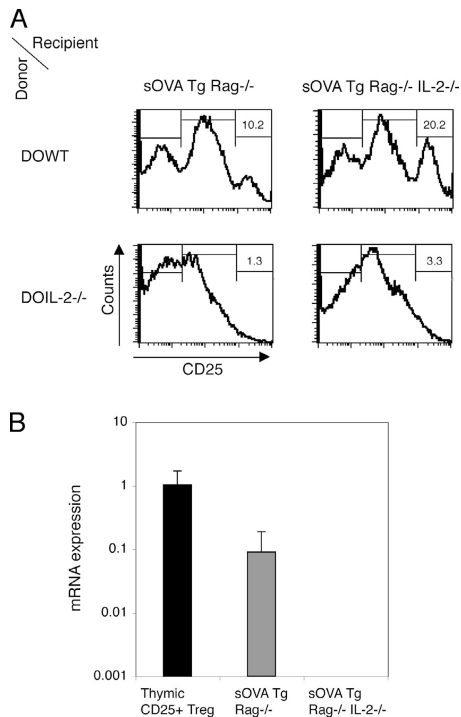 A
Recipient
Donor
sOVA Tg Rag-/-
sOVA Tg Rag-/- IL-2-/-
DOWT
10.2
20.2
DOIL-2-/-
1.3
3.3
Counts
CD25
B
mRNA expression
10
1
0.1
0.01
0.001
Thymic
CD25+ Treg
sOVA Tg
Rag-/-
sOVA Tg
Rag-/- IL-2-/-